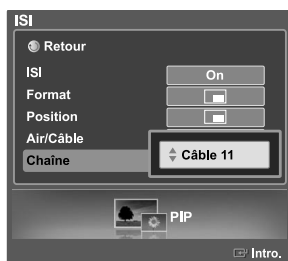 ISI
Retour
ISI On
Format
Position
Air/Câble
Chaîne Câble 11
PIP
Intro.